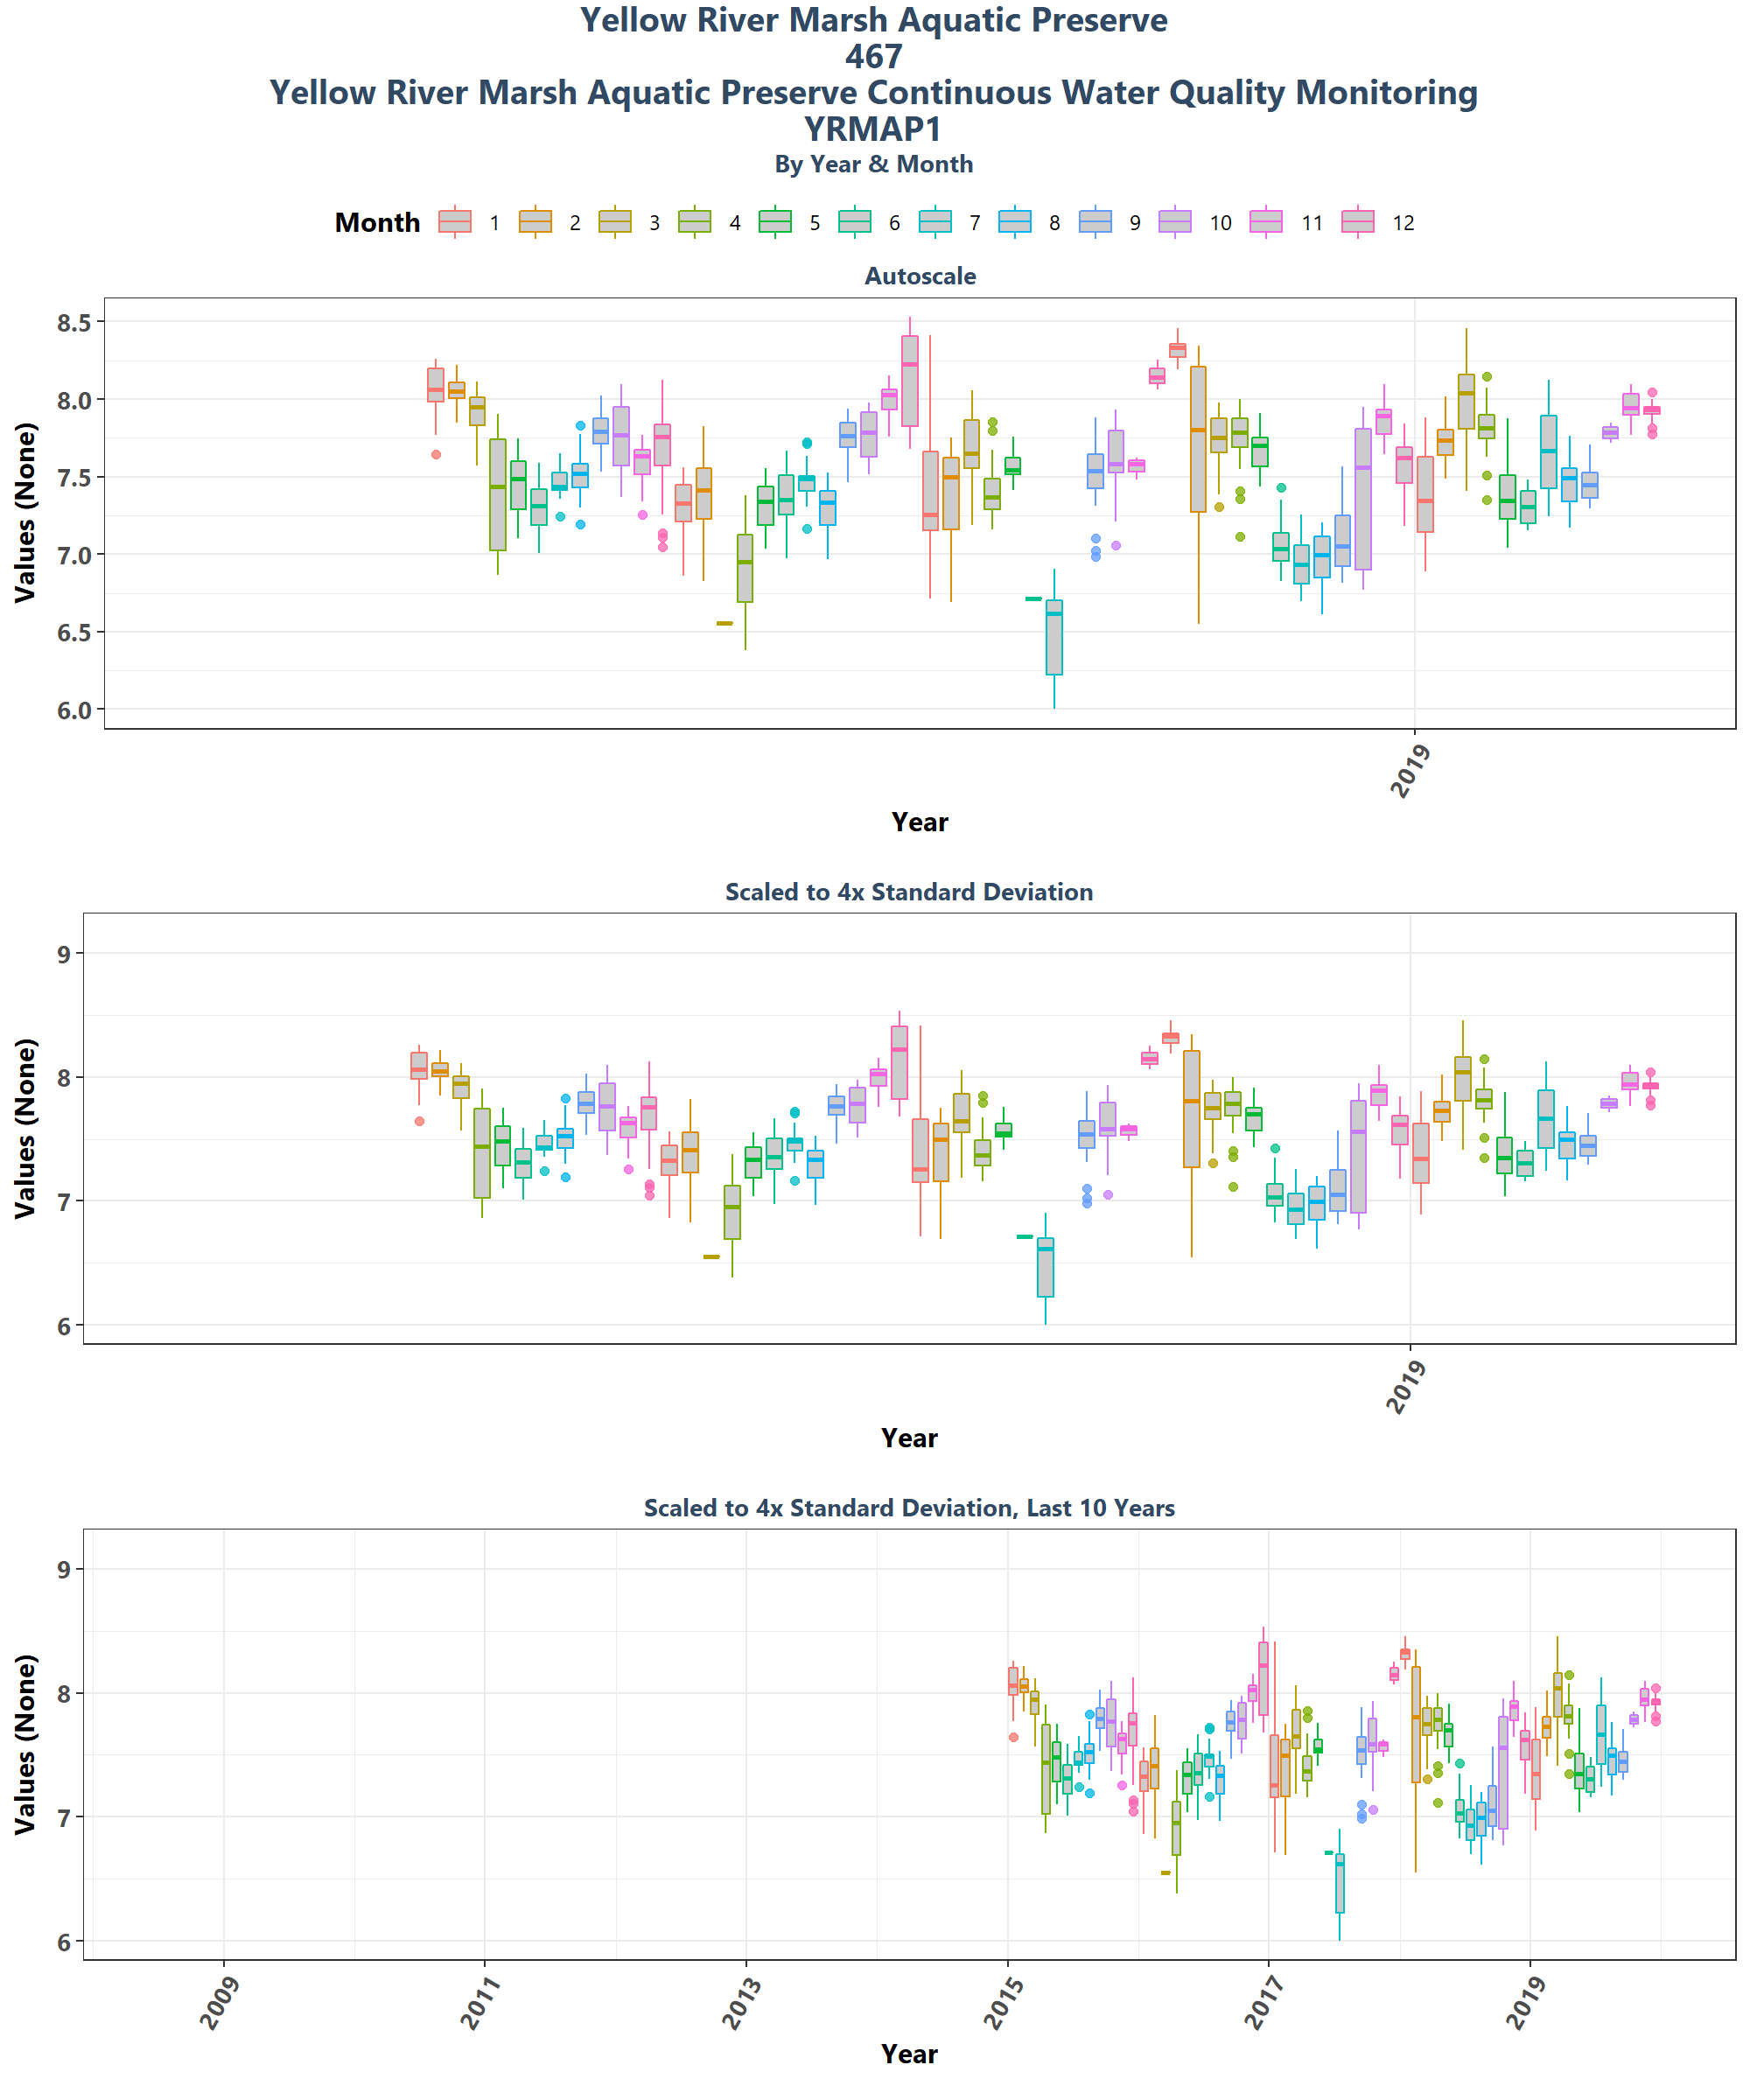 Yellow River Marsh Aquatic Preserve
467
Yellow River Marsh Aquatic Preserve Continuous Water Quality Monitoring
YRMAP1
By Year & Month
Month 1 2 3 4 5 6 7 8 9 10 11 12
Autoscale
Values (None)
8.5
8.0
7.5
7.0
6.5
6.0
2019
Year
Scaled to 4x Standard Deviation
Values (None)
9
8
7
6
2019
Year
Scaled to 4x Standard Deviation, Last 10 Years
Values (None)
9
8
7
6
2009 2011 2013 2015 2017 2019
Year